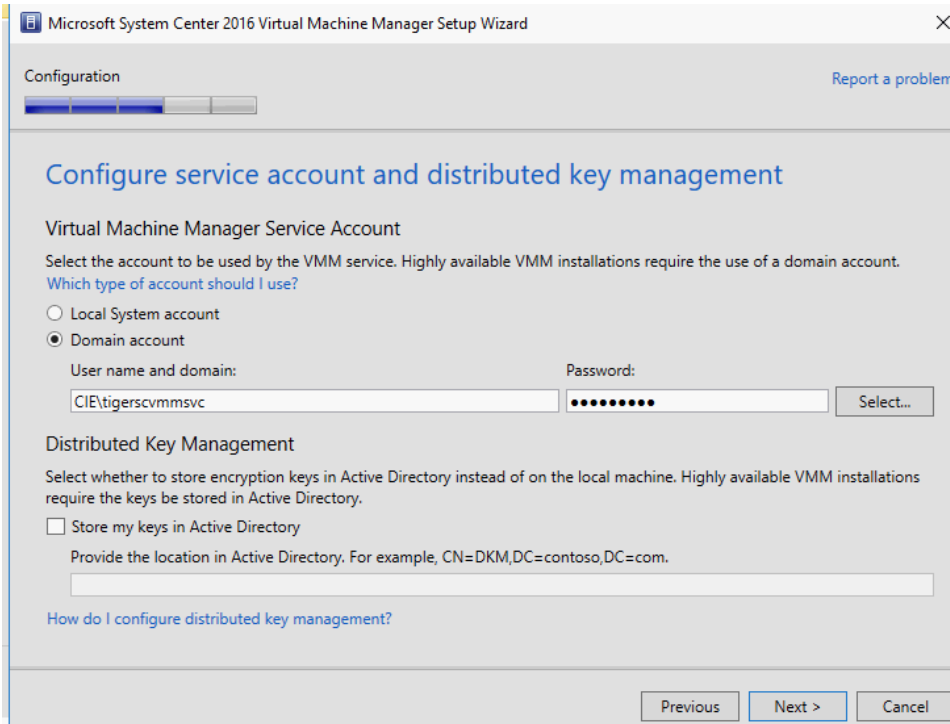 Microsoft System Center 2016 Virtual Machine Manager Setup Wizard
Configuration
Report a problem
Configure service account and distributed key management
Virtual Machine Manager Service Account
Select the account to be used by the VMM service. Highly available VMM installations require the use of a domain account.
Which type of account should I use?
Local System account
Domain account
User name and domain:
Password:
CIE\tigerscvmmsvc
●●●●●●●●●
Select...
Distributed Key Management
Select whether to store encryption keys in Active Directory instead of on the local machine. Highly available VMM installations
require the keys be stored in Active Directory.
Store my keys in Active Directory
Provide the location in Active Directory. For example, CN=DKM,DC=contoso,DC=com.
How do I configure distributed key management?
Previous
Next >
Cancel